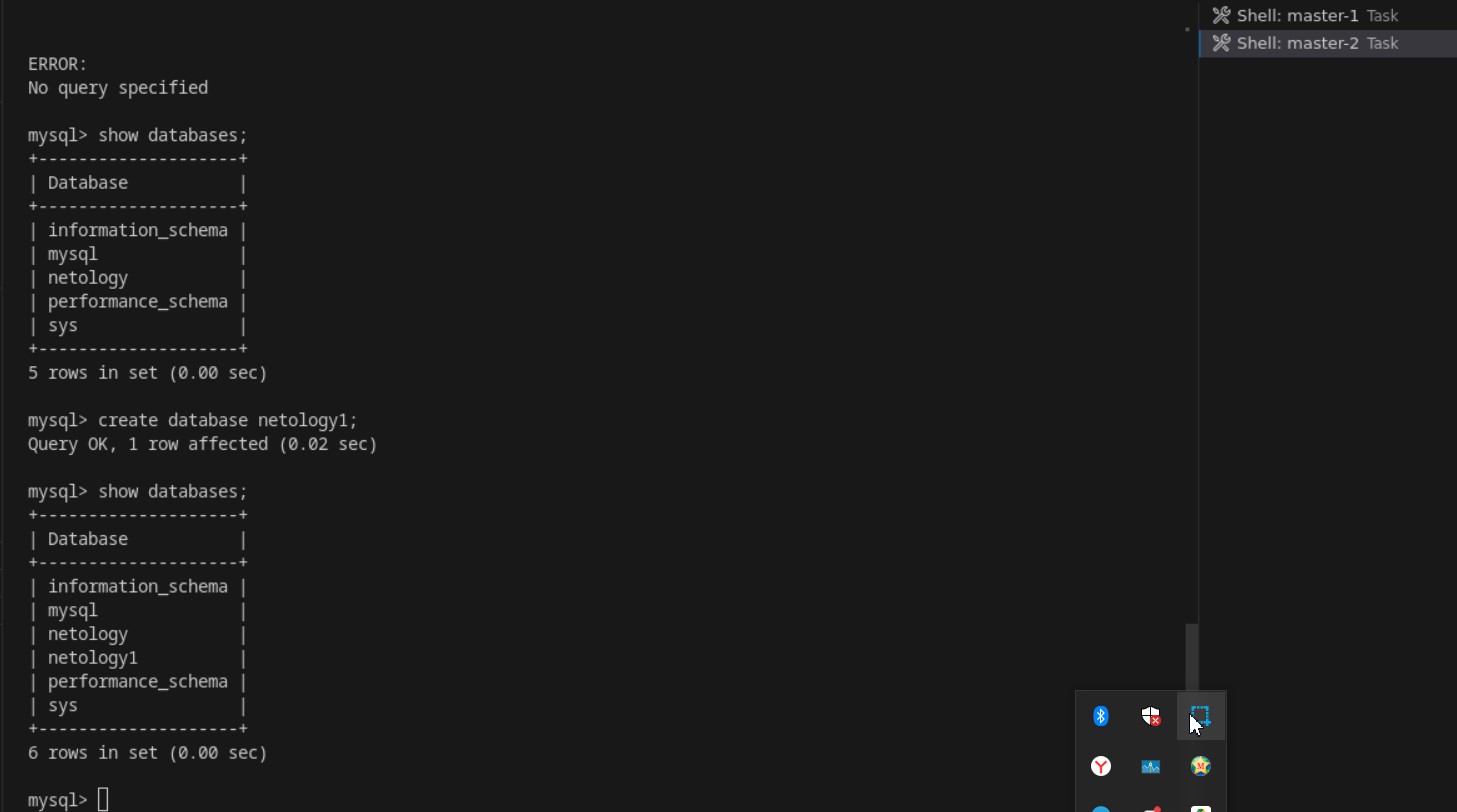 ERROR:
No query specified
mysql> show databases;
+--------------------+
| Database           |
+--------------------+
| information_schema |
| mysql              |
| netology           |
| performance_schema |
| sys                |
+--------------------+
5 rows in set (0.00 sec)
mysql> create database netology1;
Query OK, 1 row affected (0.02 sec)
mysql> show databases;
+--------------------+
| Database           |
+--------------------+
| information_schema |
| mysql              |
| netology           |
| netology1          |
| performance_schema |
| sys                |
+--------------------+
6 rows in set (0.00 sec)
mysql>
Shell: master-1 Task
Shell: master-2 Task